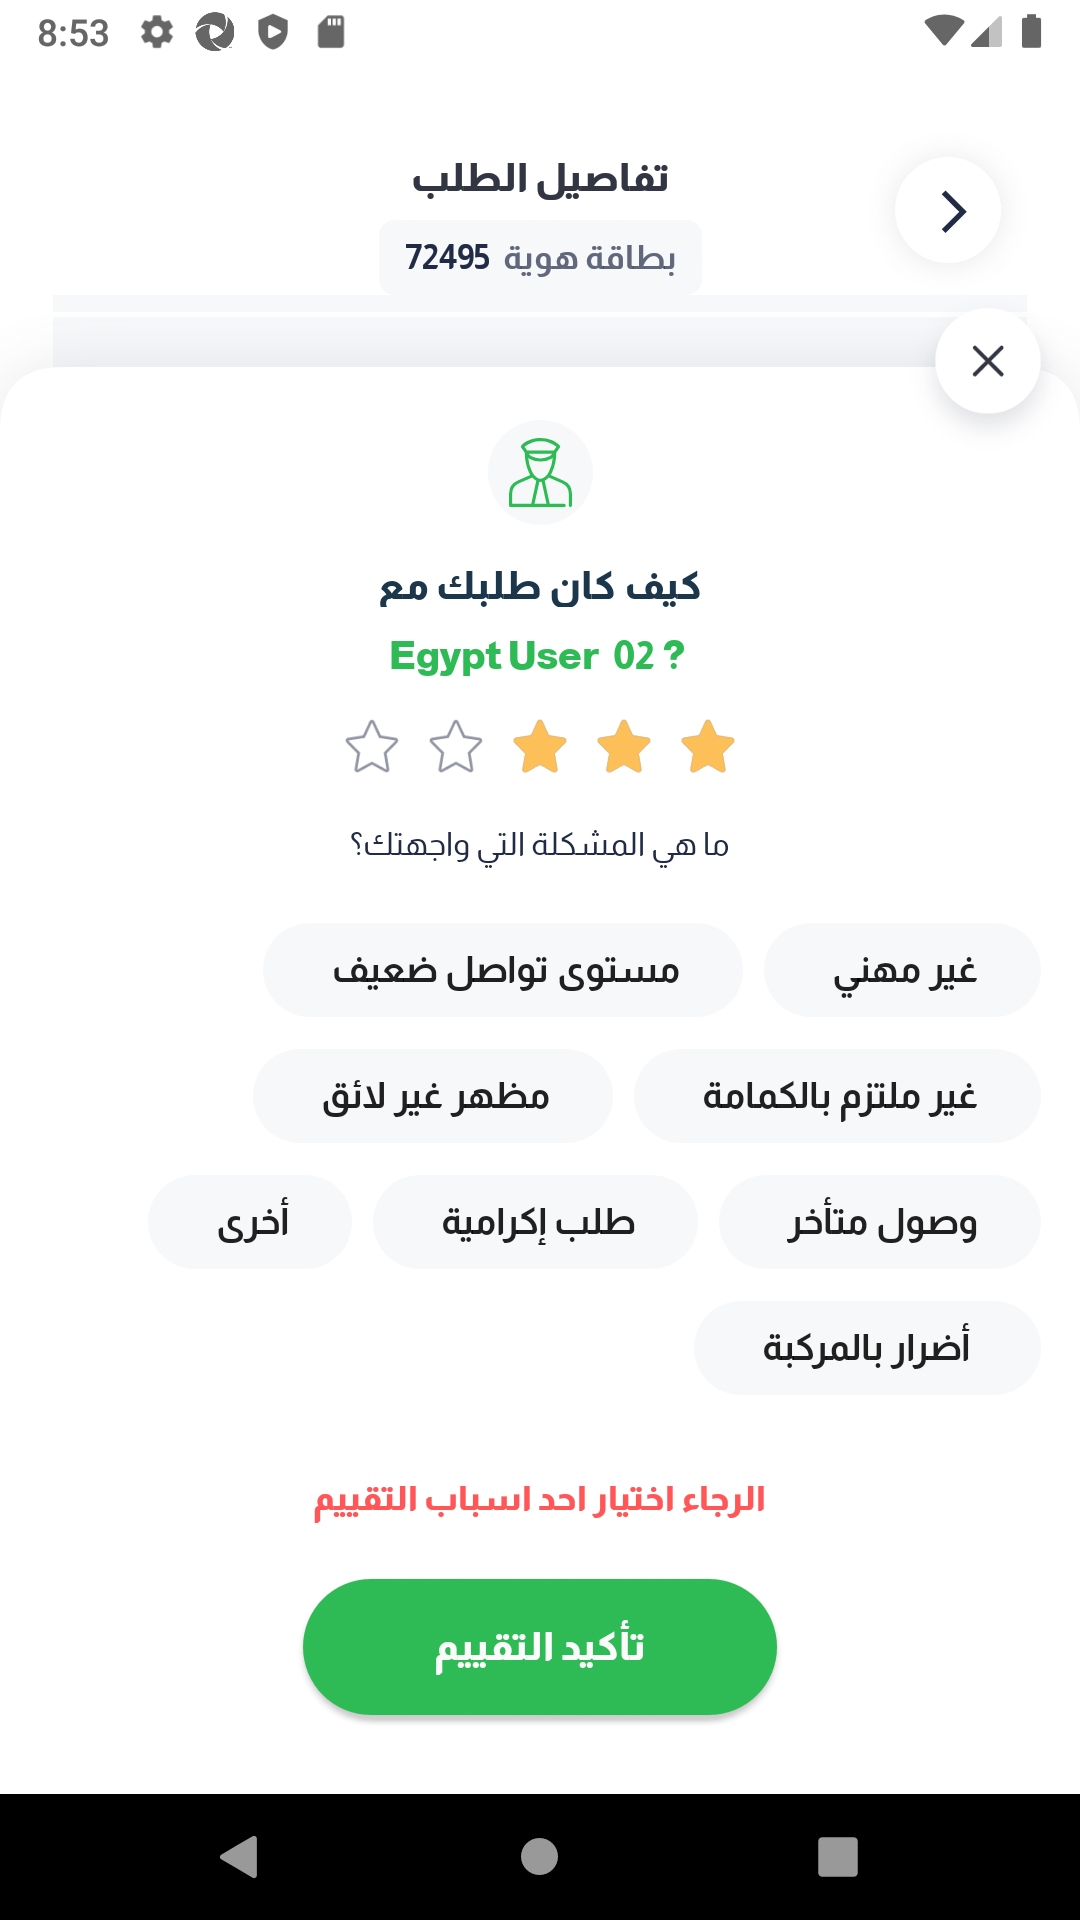 8:53
تفاصيل الطلب
بطاقة هوية 72495
كيف كان طلبك مع
Egypt User 02 ?
ما هي المشكلة التي واجهتك؟
غير مهني
مستوى تواصل ضعيف
غير ملتزم بالكمامة
مظهر غير لائق
وصول متأخر
طلب إكرامية
أخرى
أضرار بالمركبة
الرجاء اختيار احد اسباب التقييم
تأكيد التقييم